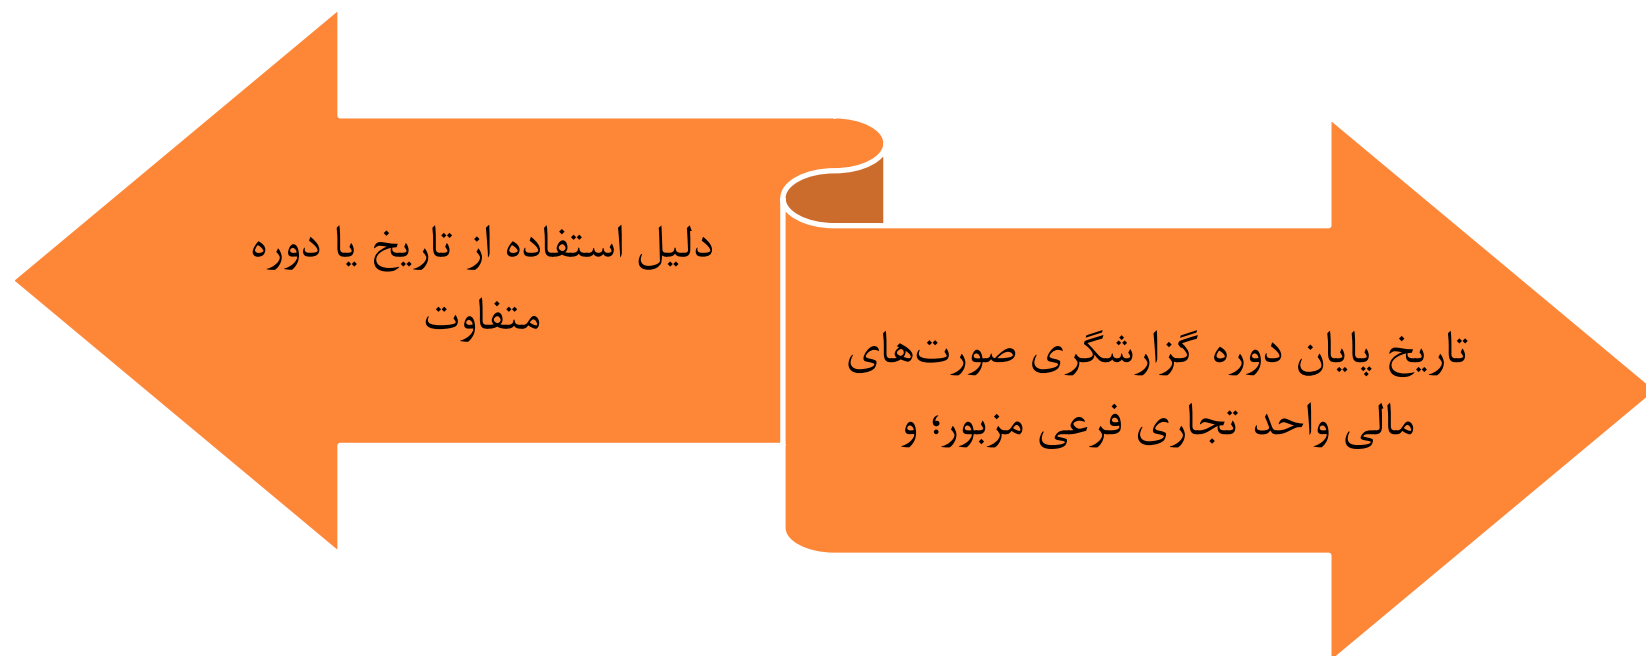 تاریخ پایان دوره گزارشگری صورت‌های
مالی واحد تجاری فرعی مزبور؛ و
دلیل استفاده از تاریخ یا دوره
متفاوت